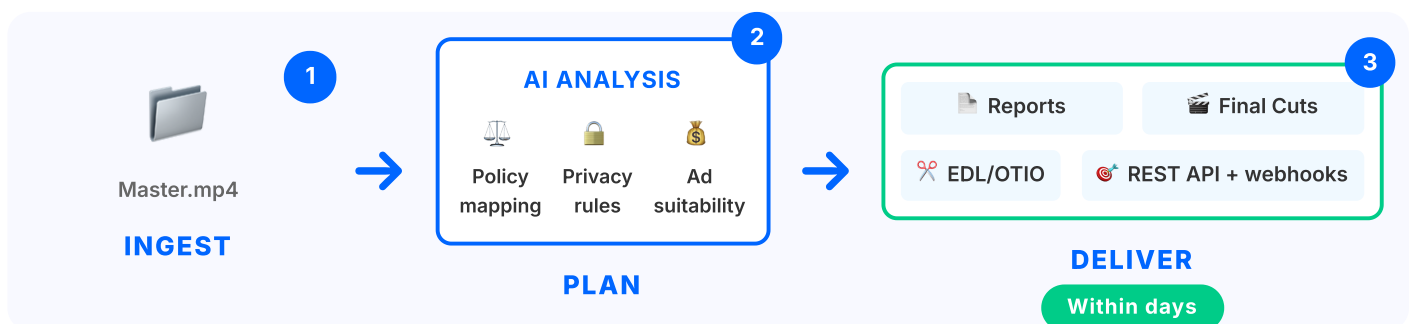 1
Master.mp4
INGEST
2
AI ANALYSIS
Policy
mapping
Privacy
rules
Ad
suitability
PLAN
3
Reports
Final Cuts
EDL/OTIO
REST API + webhooks
DELIVER
Within days